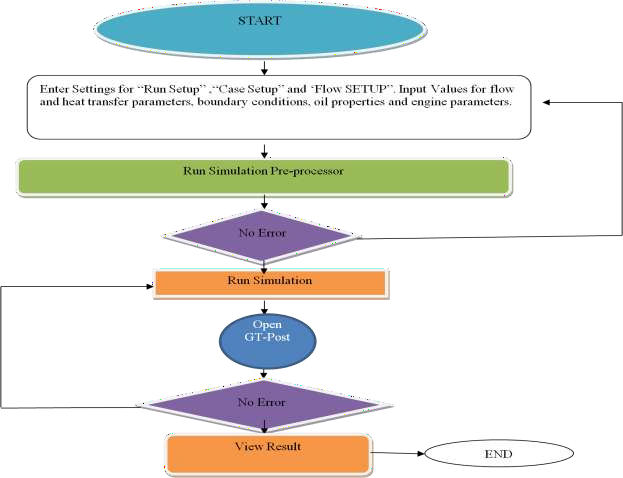 START
Enter Settings for “Run Setup” ,“Case Setup” and ‘Flow SETUP”. Input Values for flow
and heat transfer parameters, boundary conditions, oil properties and engine parameters.
Run Simulation Pre-processor
No Error
Run Simulation
Open
GT-Post
No Error
View Result
END